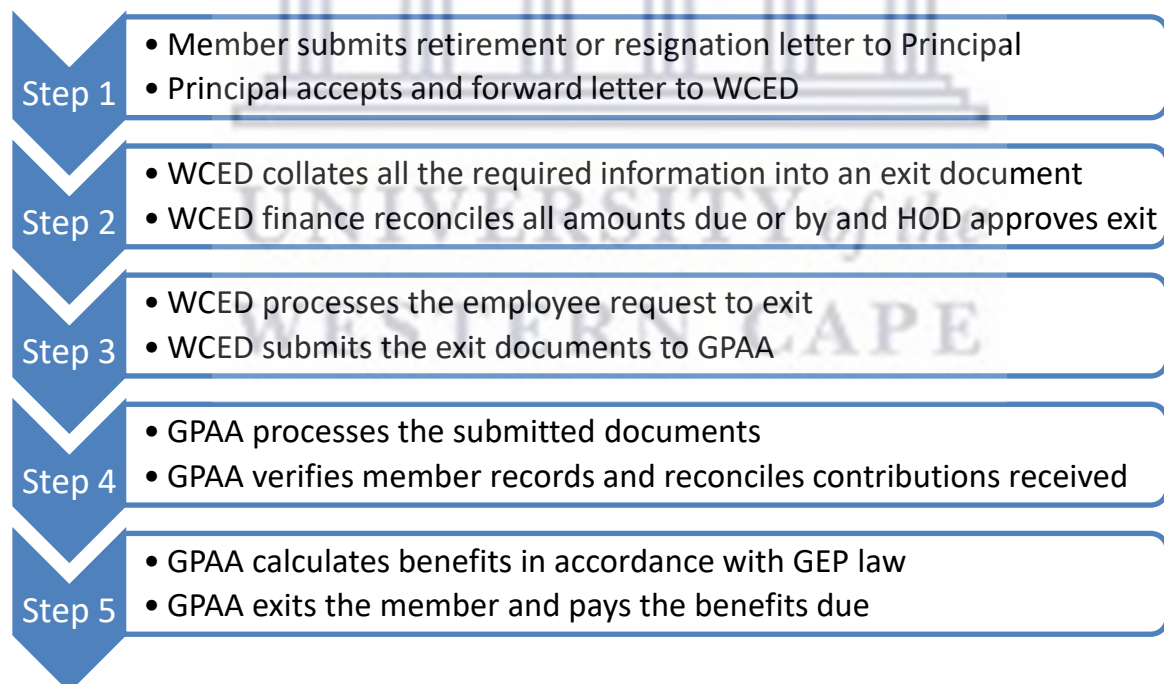 Step 1
• Member submits retirement or resignation letter to Principal
• Principal accepts and forward letter to WCED
Step 2
• WCED collates all the required information into an exit document
• WCED finance reconciles all amounts due or by and HOD approves exit
Step 3
• WCED processes the employee request to exit
• WCED submits the exit documents to GPAA
Step 4
• GPAA processes the submitted documents
• GPAA verifies member records and reconciles contributions received
Step 5
• GPAA calculates benefits in accordance with GEP law
• GPAA exits the member and pays the benefits due
UNIVERSITY of the
WESTERN CAPE